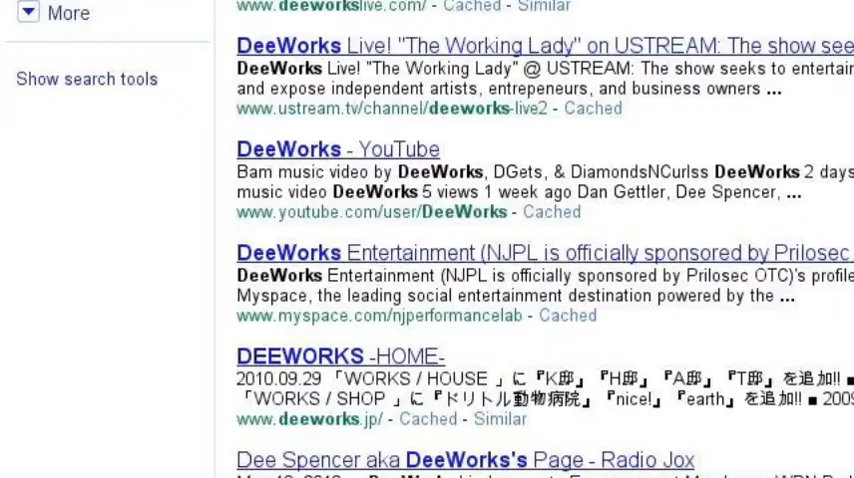 More
Show search tools
www.deeworkslive.com/ - Cached - Similar
DeeWorks Live! "The Working Lady" on USTREAM: The show see
DeeWorks Live! "The Working Lady" @ USTREAM: The show seeks to entertain
and expose independent artists, entrepeneurs, and business owners ...
www.ustream.tv/channel/deeworks-live2 - Cached
DeeWorks - YouTube
Bam music video by DeeWorks, DGets, & DiamondsNCurlss DeeWorks 2 days
music video DeeWorks 5 views 1 week ago Dan Gettler, Dee Spencer, ...
www.youtube.com/user/DeeWorks - Cached
DeeWorks Entertainment (NJPL is officially sponsored by Prilosec
DeeWorks Entertainment (NJPL is officially sponsored by Prilosec OTC)'s profile
Myspace, the leading social entertainment destination powered by the ...
www.myspace.com/njperformancelab - Cached
DEEWORKS -HOME-
2010.09.29 「WORKS / HOUSE 」に『K邸』『H邸』『A邸』『T邸』を追加!! ■
「WORKS / SHOP 」に『ドリトル動物病院』『nice!』『earth』を追加!! ■ 2009
www.deeworks.jp/ - Cached - Similar
Dee Spencer aka DeeWorks's Page - Radio Jox